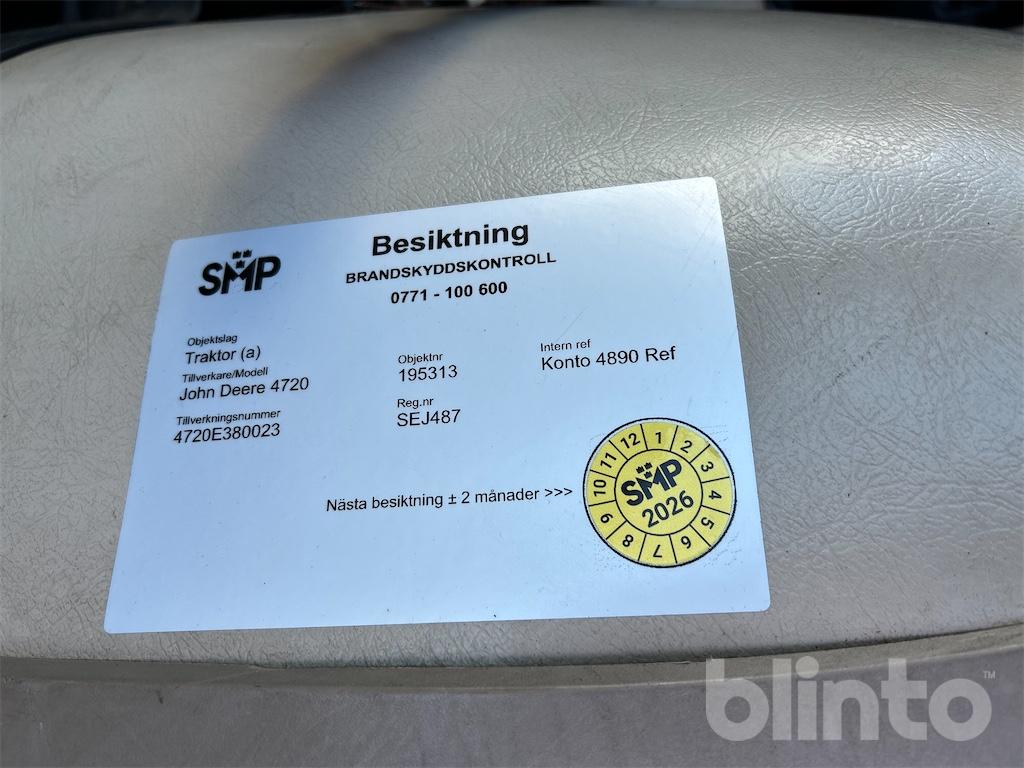 SMP
Besiktning
BRANDSKYDDSKONTROLL
0771 - 100 600
Objektslag
Traktor (a)
Tillverkare/Modell
John Deere 4720
Tillverkningsnummer
4720E380023
Objektnr
195313
Reg.nr
SEJ487
Intern ref
Konto 4890 Ref
Nästa besiktning ± 2 månader >>>
1 2 3 4 5 6 7 8 9 10 11 12
SMP
2026
blinto™